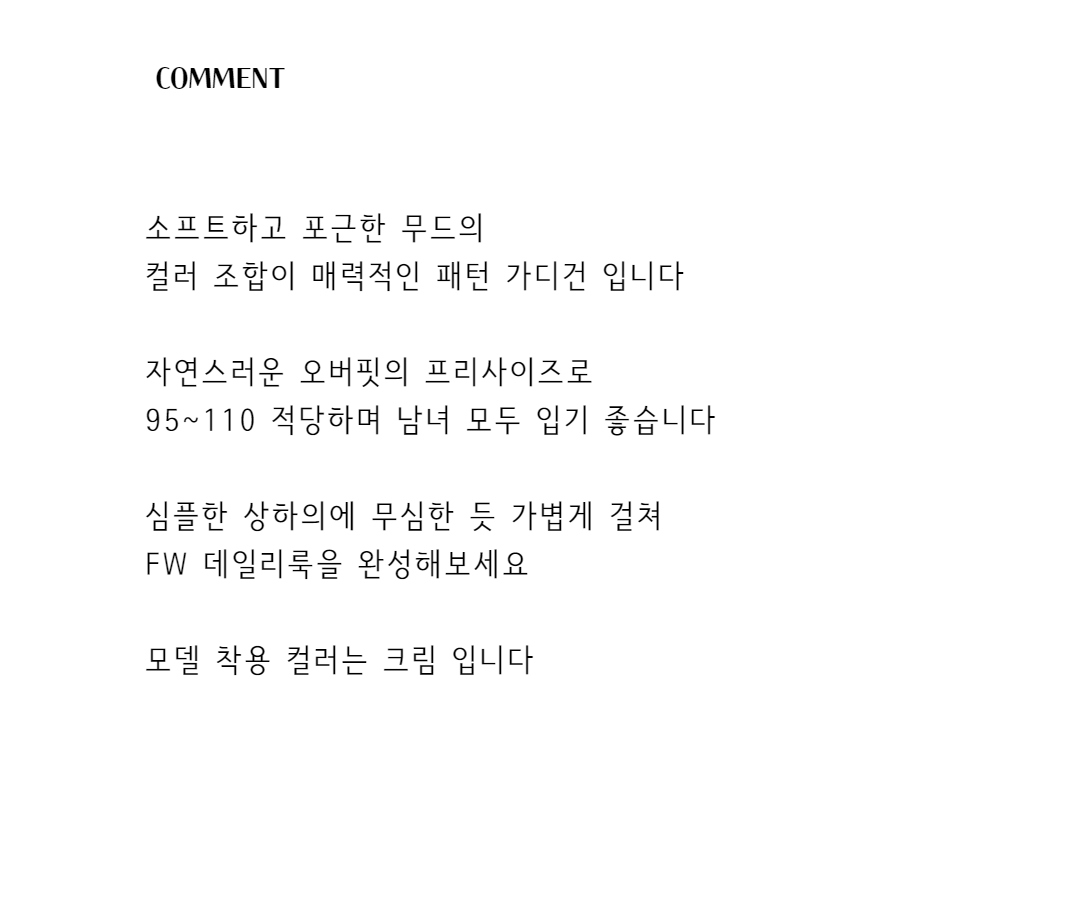 COMMENT
소프트하고 포근한 무드의
컬러 조합이 매력적인 패턴 가디건 입니다
자연스러운 오버핏의 프리사이즈로
95~110 적당하며 남녀 모두 입기 좋습니다
심플한 상하의에 무심한 듯 가볍게 걸쳐
FW 데일리룩을 완성해보세요
모델 착용 컬러는 크림 입니다